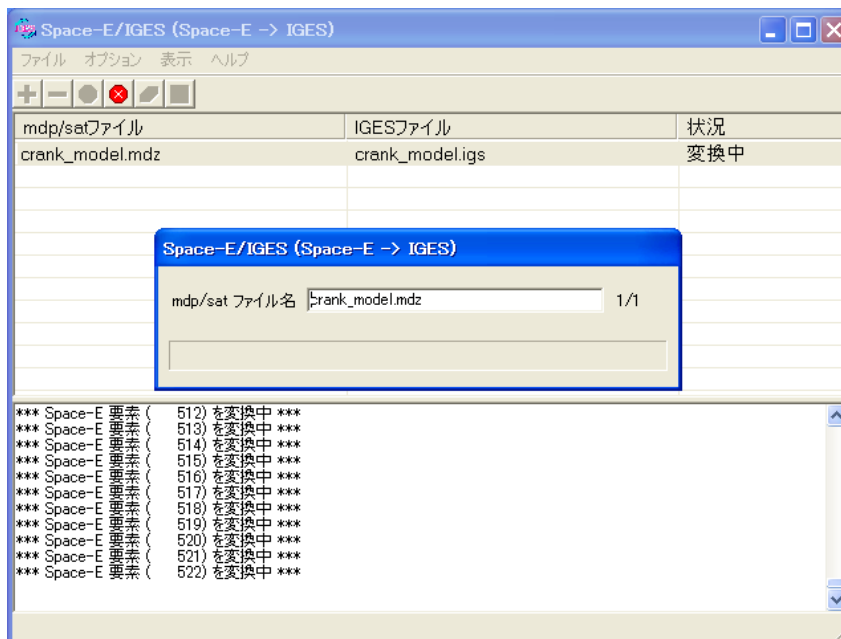 Space-E/IGES (Space-E -> IGES)
ファイル オプション 表示 ヘルプ
mdp/satファイル IGESファイル 状況
crank_model.mdz crank_model.igs 変換中
Space-E/IGES (Space-E -> IGES)
mdp/sat ファイル名 crank_model.mdz 1/1
*** Space-E 要素 ( 512) を変換中 ***
*** Space-E 要素 ( 513) を変換中 ***
*** Space-E 要素 ( 514) を変換中 ***
*** Space-E 要素 ( 515) を変換中 ***
*** Space-E 要素 ( 516) を変換中 ***
*** Space-E 要素 ( 517) を変換中 ***
*** Space-E 要素 ( 518) を変換中 ***
*** Space-E 要素 ( 519) を変換中 ***
*** Space-E 要素 ( 520) を変換中 ***
*** Space-E 要素 ( 521) を変換中 ***
*** Space-E 要素 ( 522) を変換中 ***